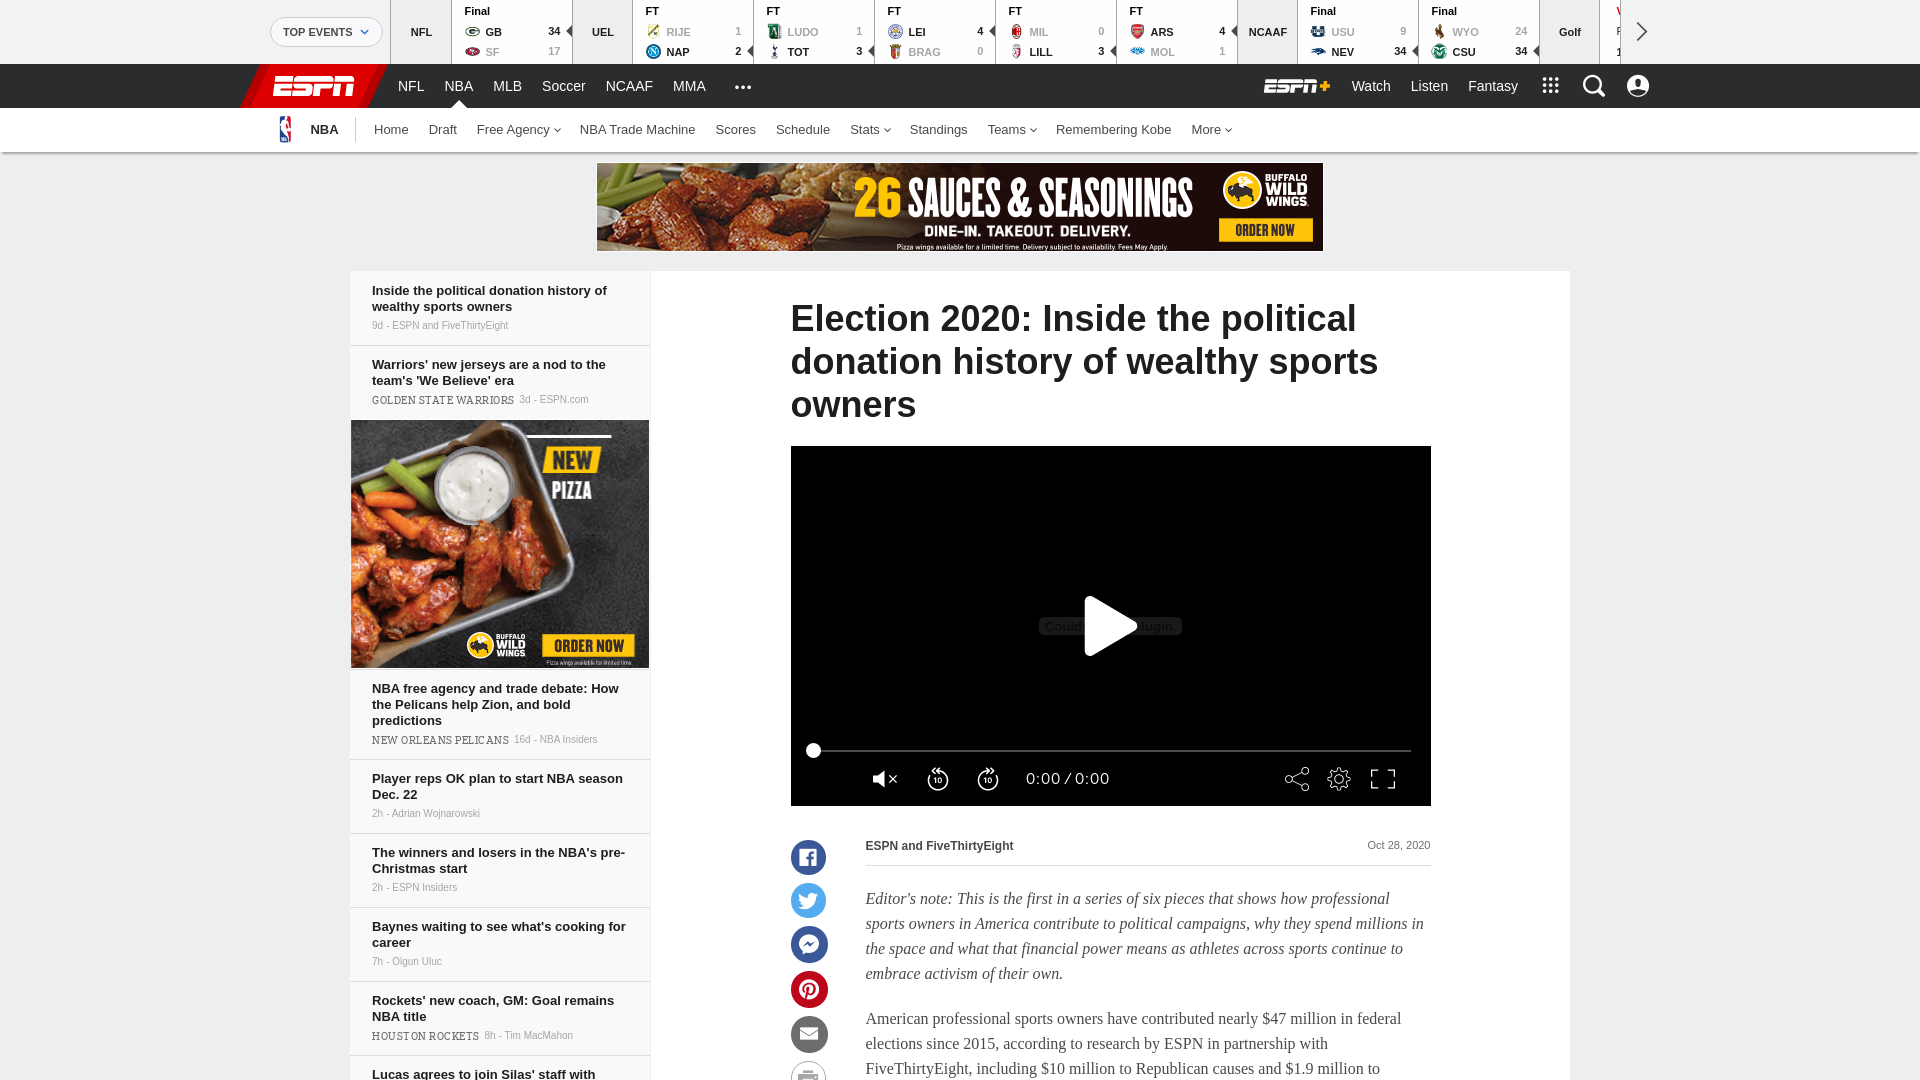 TOP EVENTS
NFL
Final
GB 34
SF 17
UEL
FT
RIJE 1
NAP 2
FT
LUDO 1
TOT 3
FT
LEI 4
BRAG 0
FT
MIL 0
LILL 3
FT
ARS 4
MOL 1
NCAAF
Final
USU 9
NEV 34
Final
WYO 24
CSU 34
Golf
ESPN NFL NBA MLB Soccer NCAAF MMA ESPN+ Watch Listen Fantasy
NBA Home Draft Free Agency NBA Trade Machine Scores Schedule Stats Standings Teams Remembering Kobe More
26 SAUCES & SEASONINGS
DINE-IN. TAKEOUT. DELIVERY.
Pizza wings available for a limited time. Delivery subject to availability. Fees May Apply.
BUFFALO
WILD
WINGS
ORDER NOW
Inside the political donation history of
wealthy sports owners
9d - ESPN and FiveThirtyEight
Warriors' new jerseys are a nod to the
team's 'We Believe' era
GOLDEN STATE WARRIORS 3d - ESPN.com
NEW
PIZZA
BUFFALO
WILD
WINGS
ORDER NOW
Pizza wings available for limited time.
NBA free agency and trade debate: How
the Pelicans help Zion, and bold
predictions
NEW ORLEANS PELICANS 16d - NBA Insiders
Player reps OK plan to start NBA season
Dec. 22
2h - Adrian Wojnarowski
The winners and losers in the NBA's pre-
Christmas start
2h - ESPN Insiders
Baynes waiting to see what's cooking for
career
7h - Olgun Uluc
Rockets' new coach, GM: Goal remains
NBA title
HOUSTON ROCKETS 8h - Tim MacMahon
Lucas agrees to join Silas' staff with
Election 2020: Inside the political
donation history of wealthy sports
owners
10 10 0:00 / 0:00
ESPN and FiveThirtyEight Oct 28, 2020
Editor's note: This is the first in a series of six pieces that shows how professional
sports owners in America contribute to political campaigns, why they spend millions in
the space and what that financial power means as athletes across sports continue to
embrace activism of their own.
American professional sports owners have contributed nearly $47 million in federal
elections since 2015, according to research by ESPN in partnership with
FiveThirtyEight, including $10 million to Republican causes and $1.9 million to